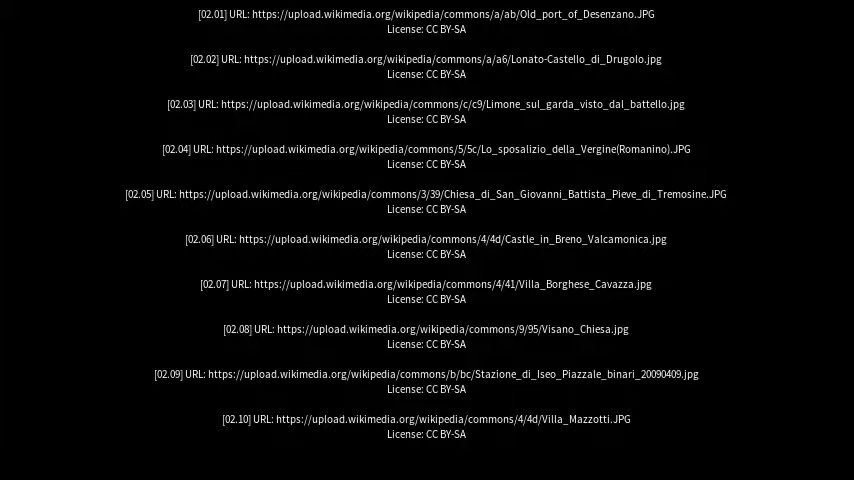 [02.01] URL: https://upload.wikimedia.org/wikipedia/commons/a/ab/Old_port_of_Desenzano.JPG
License: CC BY-SA
[02.02] URL: https://upload.wikimedia.org/wikipedia/commons/a/a6/Lonato-Castello_di_Drugolo.jpg
License: CC BY-SA
[02.03] URL: https://upload.wikimedia.org/wikipedia/commons/c/c9/Limone_sul_garda_visto_dal_battello.jpg
License: CC BY-SA
[02.04] URL: https://upload.wikimedia.org/wikipedia/commons/5/5c/Lo_sposalizio_della_Vergine(Romanino).JPG
License: CC BY-SA
[02.05] URL: https://upload.wikimedia.org/wikipedia/commons/3/39/Chiesa_di_San_Giovanni_Battista_Pieve_di_Tremosine.JPG
License: CC BY-SA
[02.06] URL: https://upload.wikimedia.org/wikipedia/commons/4/4d/Castle_in_Breno_Valcamonica.jpg
License: CC BY-SA
[02.07] URL: https://upload.wikimedia.org/wikipedia/commons/4/41/Villa_Borghese_Cavazza.jpg
License: CC BY-SA
[02.08] URL: https://upload.wikimedia.org/wikipedia/commons/9/95/Visano_Chiesa.jpg
License: CC BY-SA
[02.09] URL: https://upload.wikimedia.org/wikipedia/commons/b/bc/Stazione_di_Iseo_Piazzale_binari_20090409.jpg
License: CC BY-SA
[02.10] URL: https://upload.wikimedia.org/wikipedia/commons/4/4d/Villa_Mazzotti.JPG
License: CC BY-SA